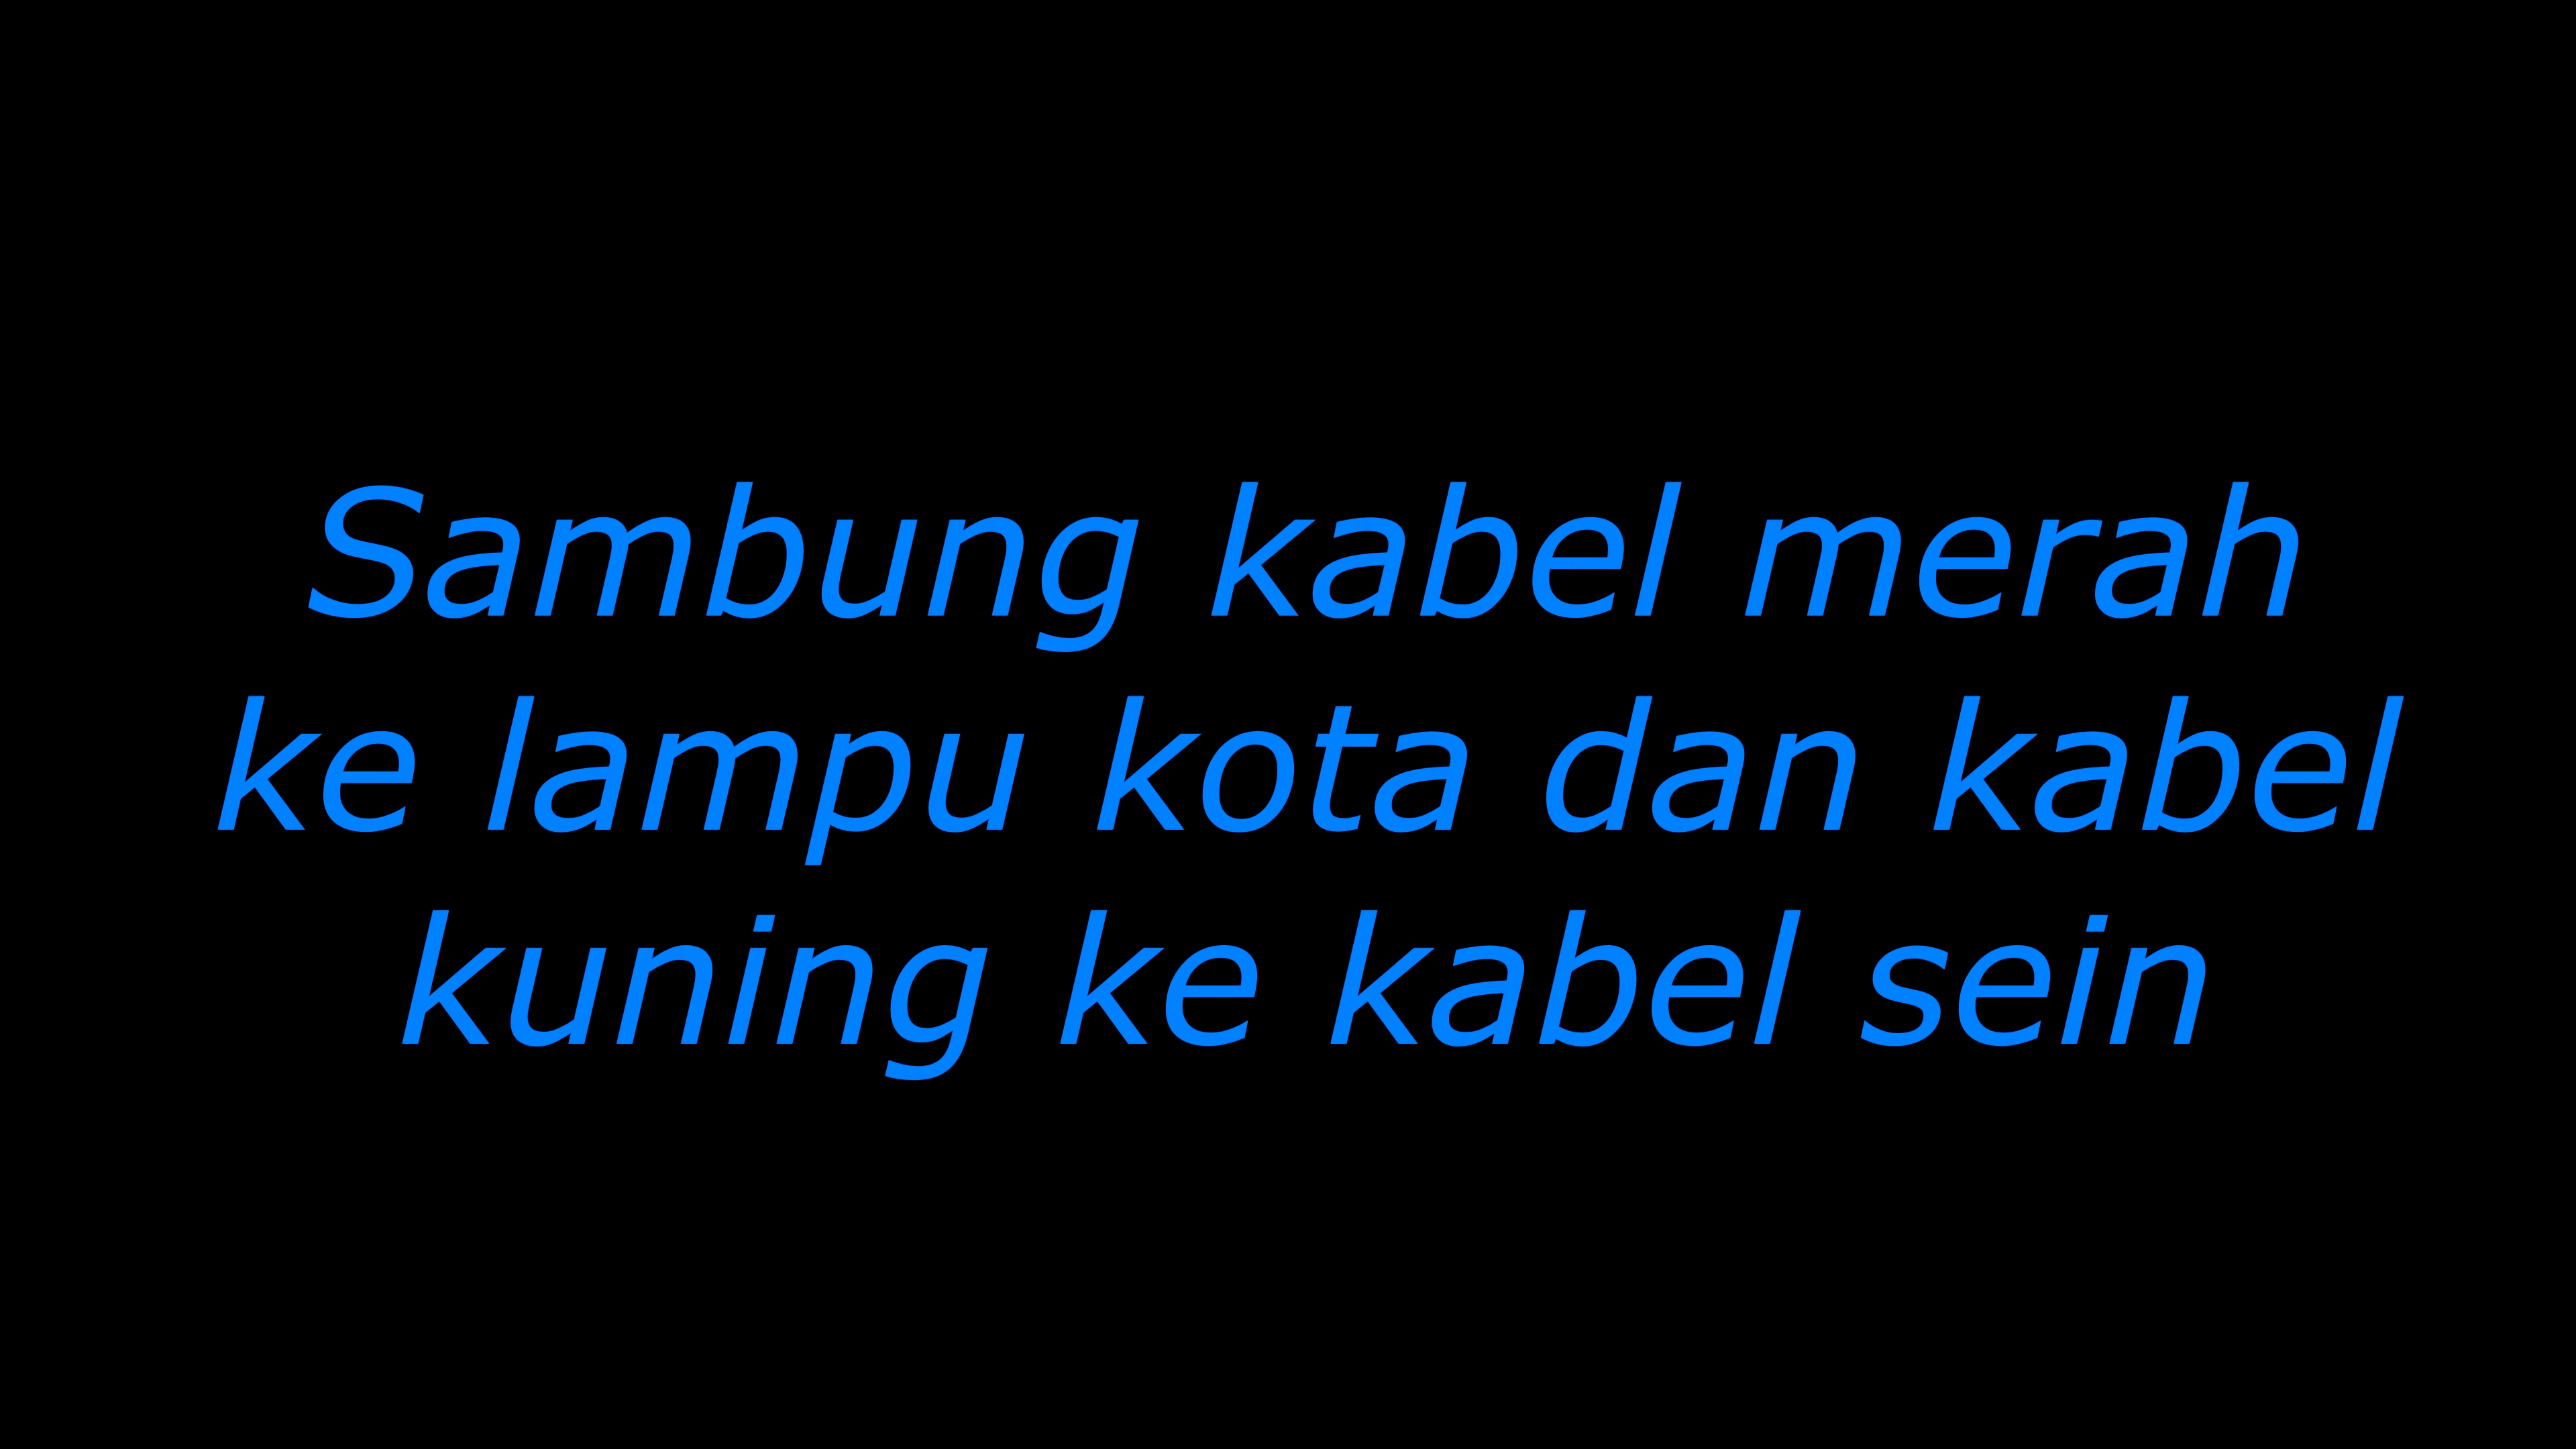 Sambung kabel merah
ke lampu kota dan kabel
kuning ke kabel sein